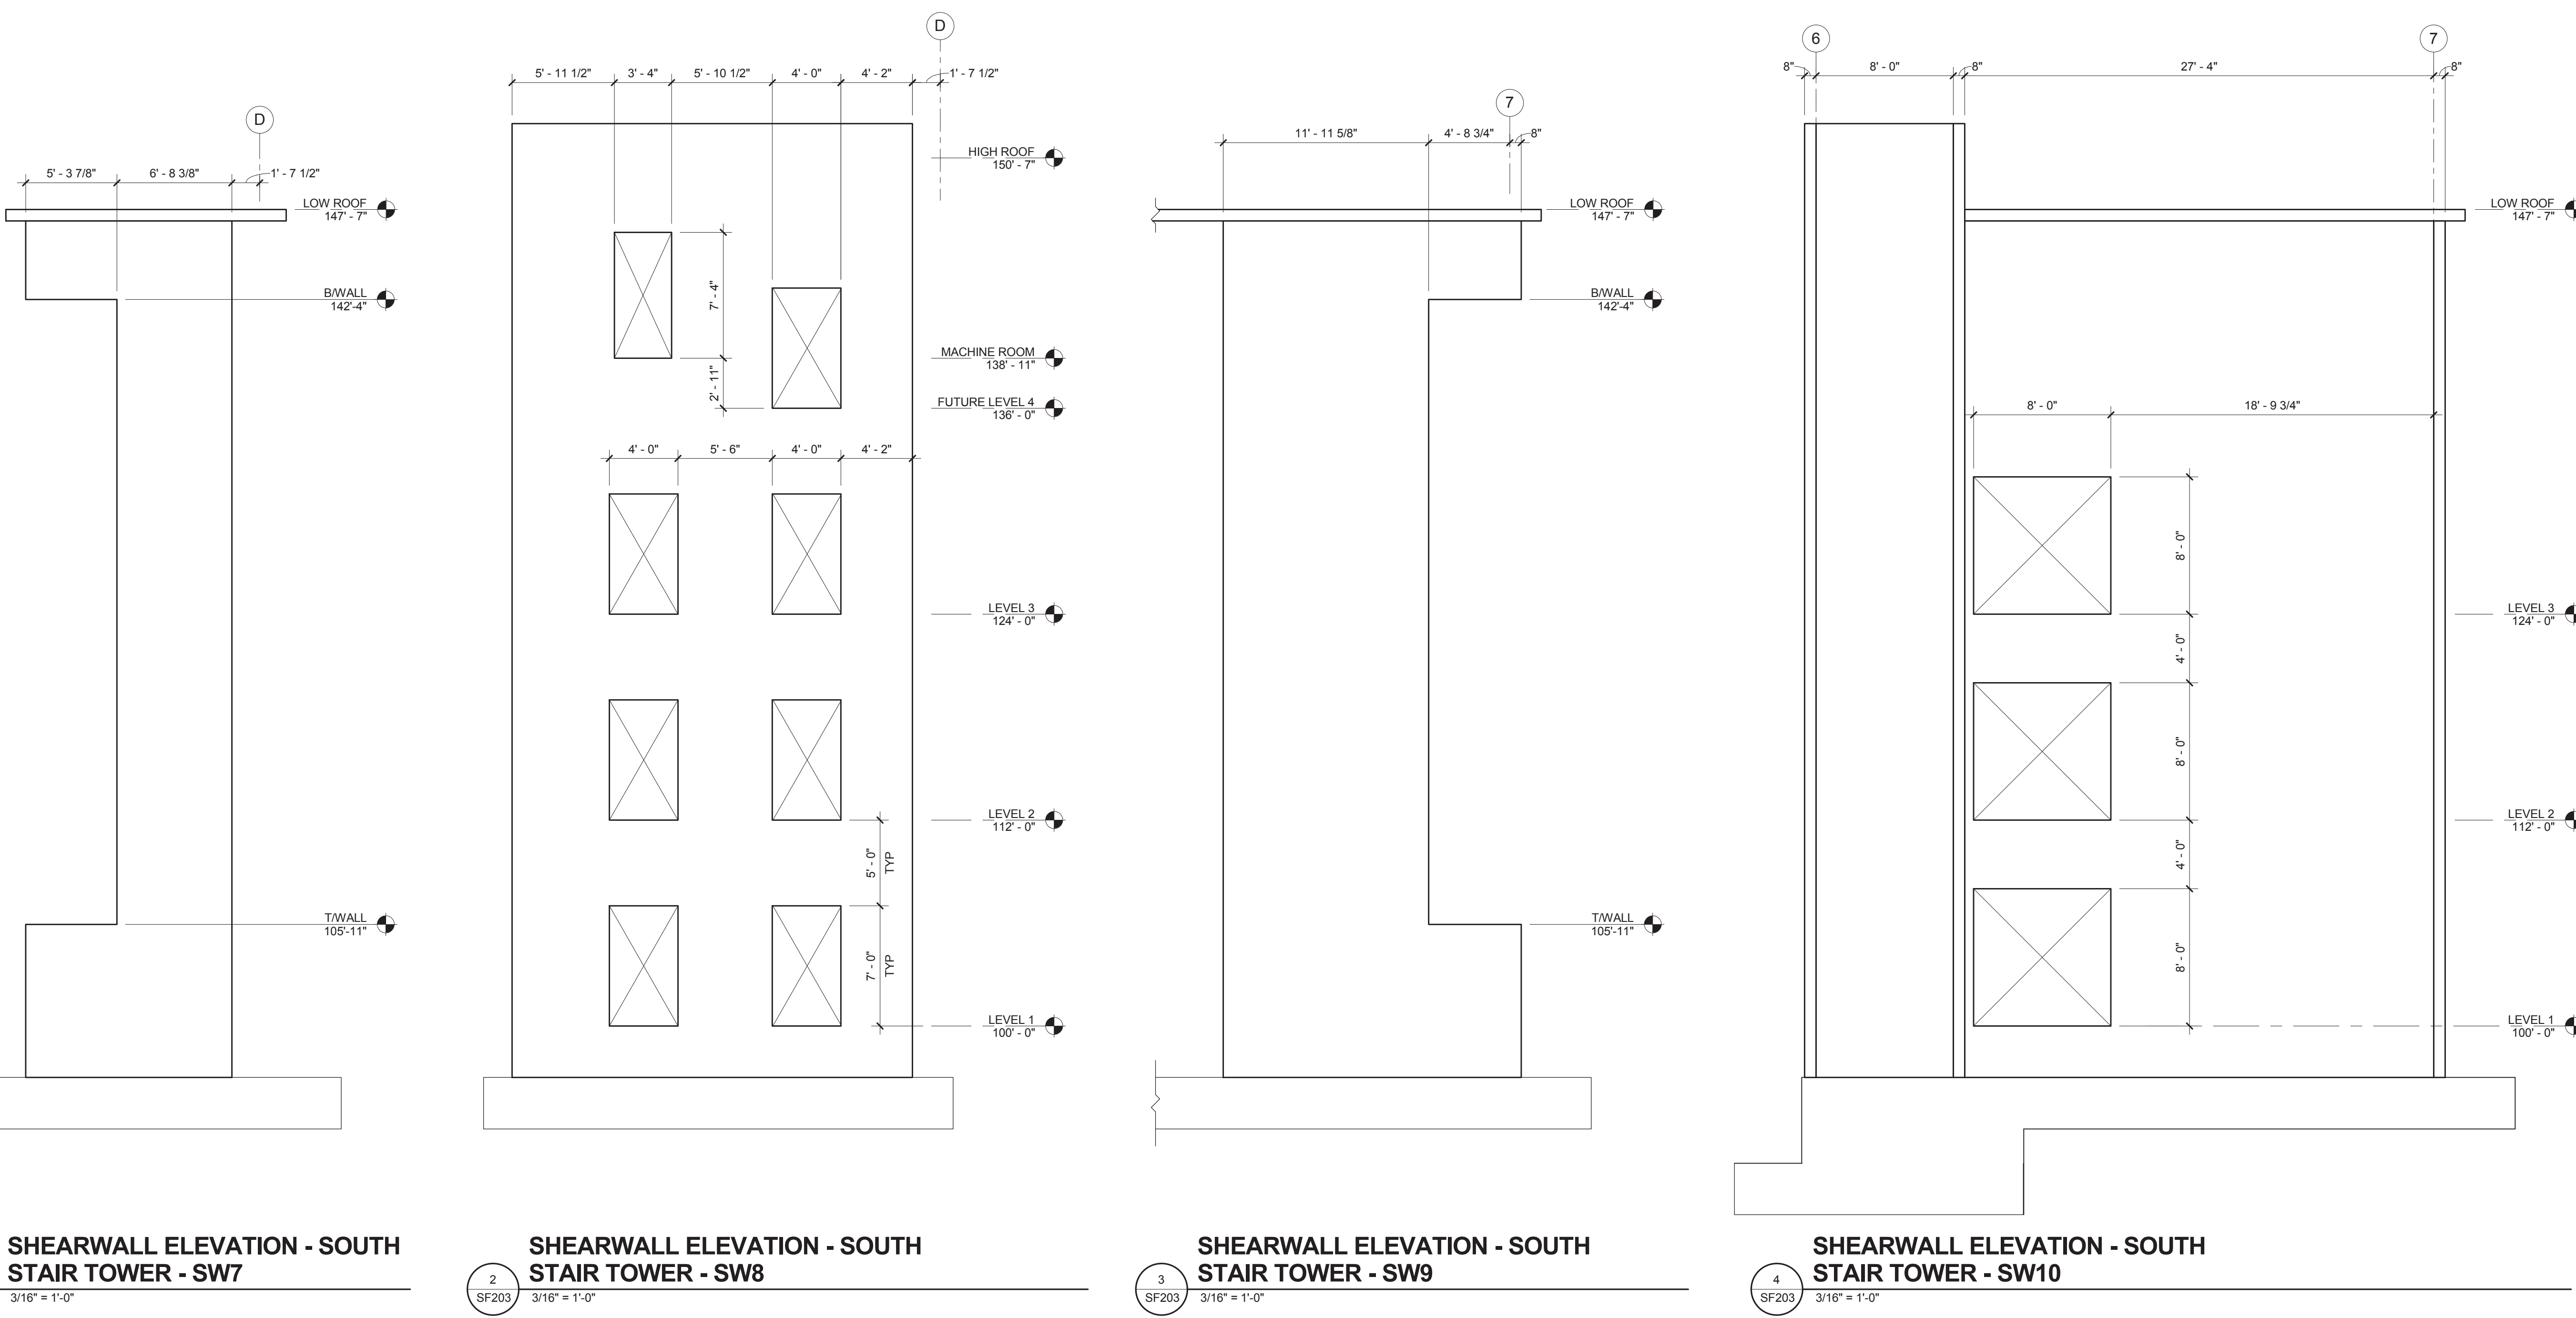 D
5' - 3 7/8"
6' - 8 3/8"
1' - 7 1/2"
LOW ROOF
147' - 7"
B/WALL
142'-4"
T/WALL
105'-11"
SHEARWALL ELEVATION - SOUTH
STAIR TOWER - SW7
3/16" = 1'-0"
D
5' - 11 1/2"
3' - 4"
5' - 10 1/2"
4' - 0"
4' - 2"
1' - 7 1/2"
HIGH ROOF
150' - 7"
7' - 4"
2' - 11"
MACHINE ROOM
138' - 11"
FUTURE LEVEL 4
136' - 0"
4' - 0"
5' - 6"
4' - 0"
4' - 2"
LEVEL 3
124' - 0"
LEVEL 2
112' - 0"
5' - 0"
TYP
7' - 0"
TYP
LEVEL 1
100' - 0"
2
SF203
SHEARWALL ELEVATION - SOUTH
STAIR TOWER - SW8
3/16" = 1'-0"
7
11' - 11 5/8"
4' - 8 3/4"
8"
LOW ROOF
147' - 7"
B/WALL
142'-4"
T/WALL
105'-11"
3
SF203
SHEARWALL ELEVATION - SOUTH
STAIR TOWER - SW9
3/16" = 1'-0"
6
7
8"
8' - 0"
8"
27' - 4"
8"
LOW ROOF
147' - 7"
8' - 0"
18' - 9 3/4"
8' - 0"
LEVEL 3
124' - 0"
4' - 0"
8' - 0"
LEVEL 2
112' - 0"
4' - 0"
8' - 0"
LEVEL 1
100' - 0"
4
SF203
SHEARWALL ELEVATION - SOUTH
STAIR TOWER - SW10
3/16" = 1'-0"